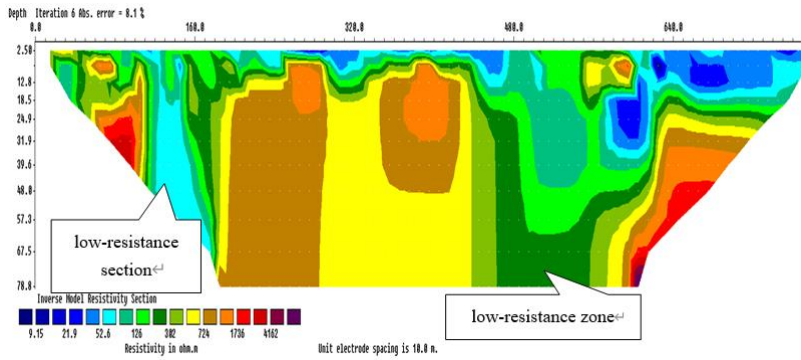 Depth Iteration 6 Abs. error = 8.1 %
0.0 160.0 320.0 480.0 640.0
2.50
12.8
18.5
24.9
31.9
39.6
48.0
57.3
67.5
78.8
low-resistance
section↵
low-resistance zone↵
Inverse Model Resistivity Section
9.15 21.9 52.6 126 302 724 1736 4162
Resistivity in ohm.m Unit electrode spacing is 10.0 m.